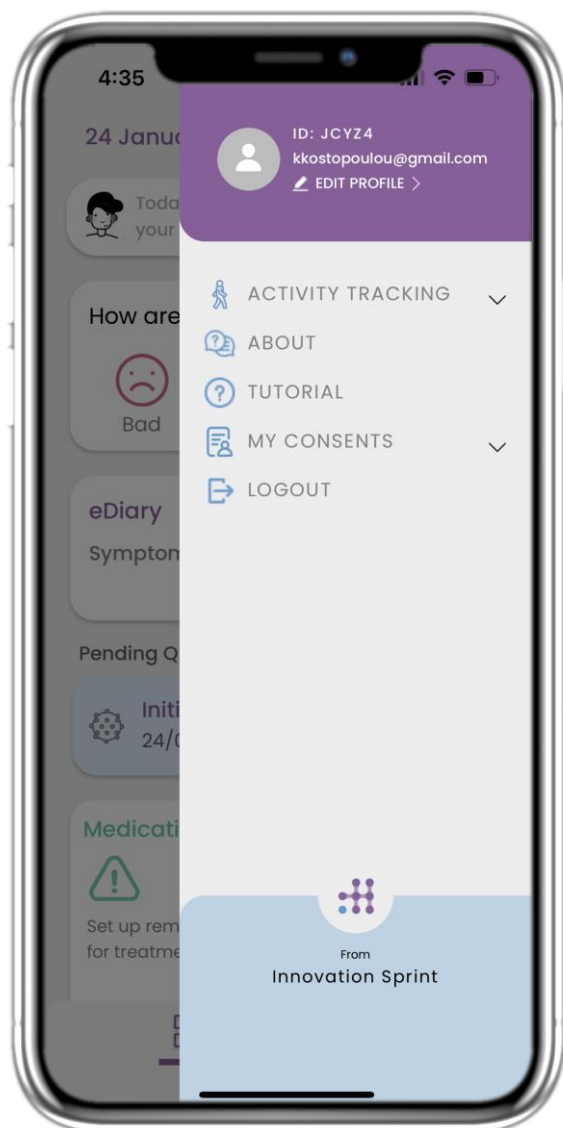 4:35
24 Janua
Toda
your
How are
Bad
eDiary
Symptom
Pending Q
Initi
24/0
Medicati
Set up rem
for treatme
ID: JCYZ4
kkostopoulou@gmail.com
EDIT PROFILE >
ACTIVITY TRACKING
ABOUT
TUTORIAL
MY CONSENTS
LOGOUT
From
Innovation Sprint